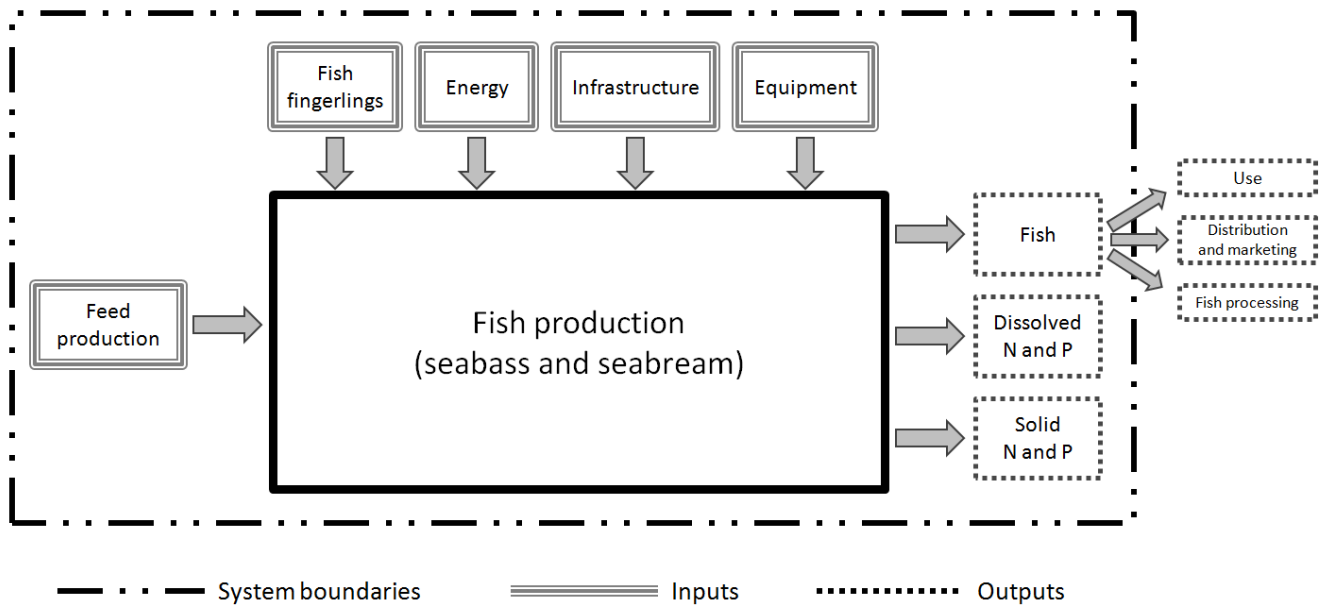 Fish
fingerlings
Energy
Infrastructure
Equipment
Feed
production
Fish production
(seabass and seabream)
Fish
Dissolved
N and P
Solid
N and P
Use
Distribution
and marketing
Fish processing
System boundaries
Inputs
Outputs